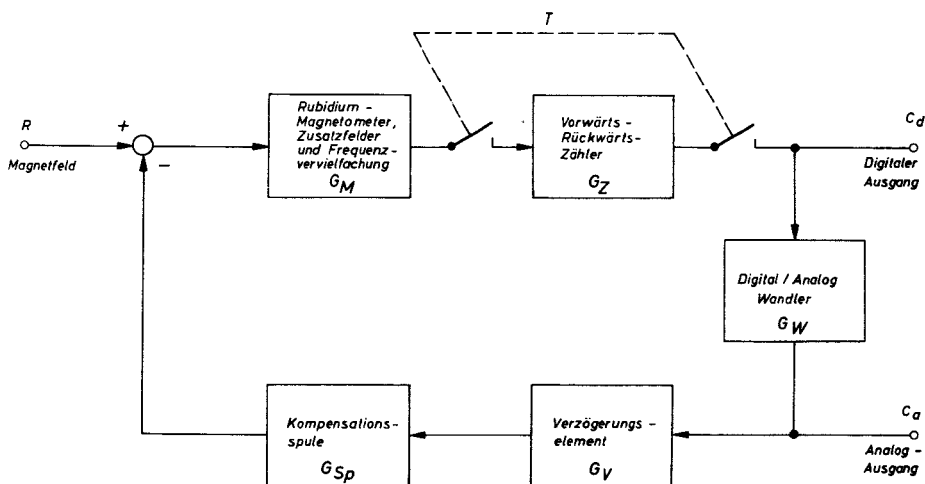 T
R
Magnetfeld
+
−
Rubidium -
Magnetometer,
Zusatzfelder
und Frequenz-
vervielfachung
G_M
Vorwärts -
Rückwärts-
Zähler
G_Z
C_d
Digitaler
Ausgang
Digital / Analog
Wandler
G_W
Kompensations-
spule
G_Sp
Verzögerungs -
element
G_V
C_a
Analog -
Ausgang